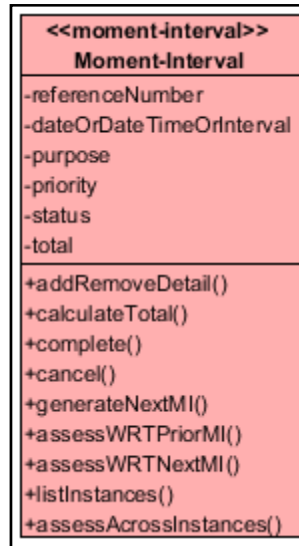 <<moment-interval>>
Moment-Interval
-referenceNumber
-dateOrDateTimeOrInterval
-purpose
-priority
-status
-total
+addRemoveDetail()
+calculateTotal()
+complete()
+cancel()
+generateNextMI()
+assessWRTPriorMI()
+assessWRTNextMI()
+listInstances()
+assessAcrossInstances()